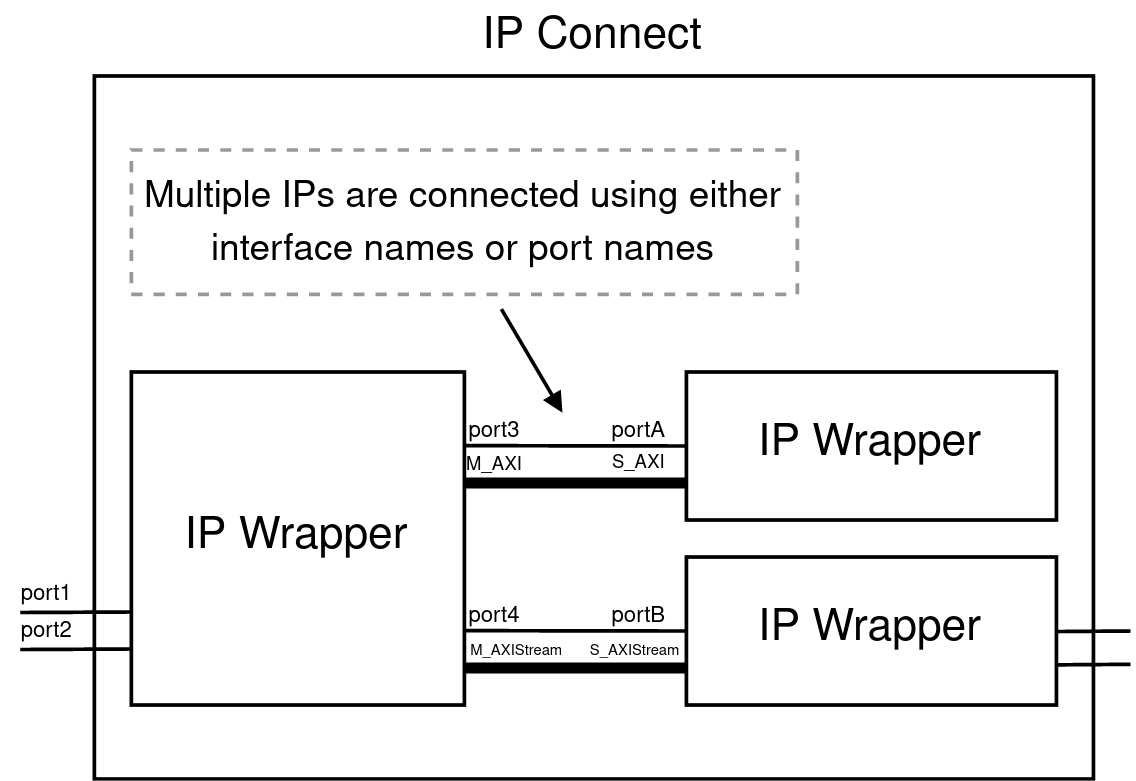 IP Connect
Multiple IPs are connected using either
interface names or port names
port3
portA
M_AXI
S_AXI
IP Wrapper
IP Wrapper
port1
port2
port4
portB
M_AXIStream
S_AXIStream
IP Wrapper